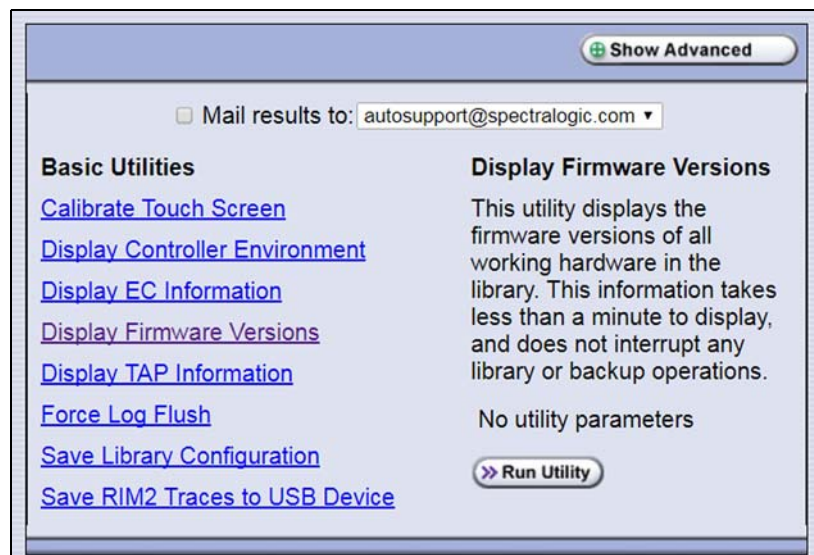 Show Advanced
Mail results to: autosupport@spectralogic.com
Basic Utilities
Calibrate Touch Screen
Display Controller Environment
Display EC Information
Display Firmware Versions
Display TAP Information
Force Log Flush
Save Library Configuration
Save RIM2 Traces to USB Device
Display Firmware Versions
This utility displays the
firmware versions of all
working hardware in the
library. This information takes
less than a minute to display,
and does not interrupt any
library or backup operations.
No utility parameters
Run Utility